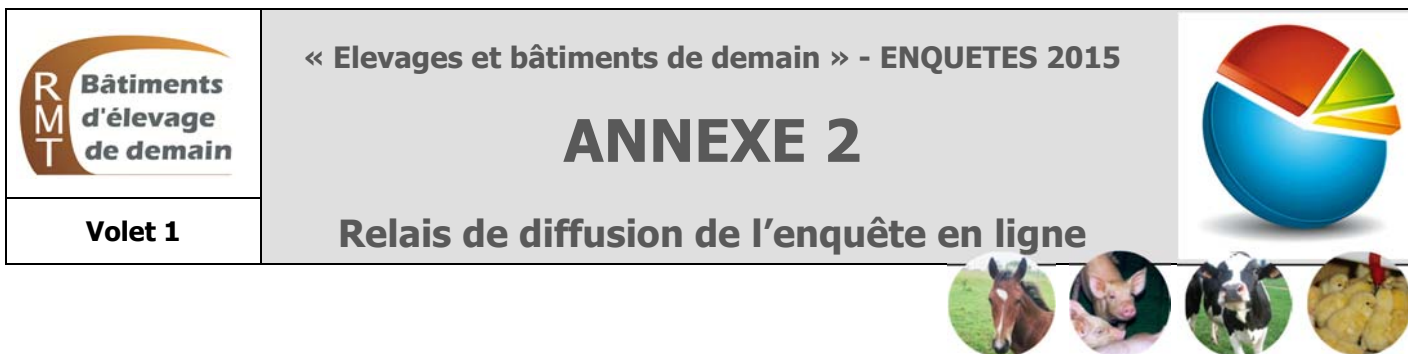 RMT
Bâtiments
d'élevage
de demain
Volet 1
« Elevages et bâtiments de demain » - ENQUETES 2015
ANNEXE 2
Relais de diffusion de l’enquête en ligne